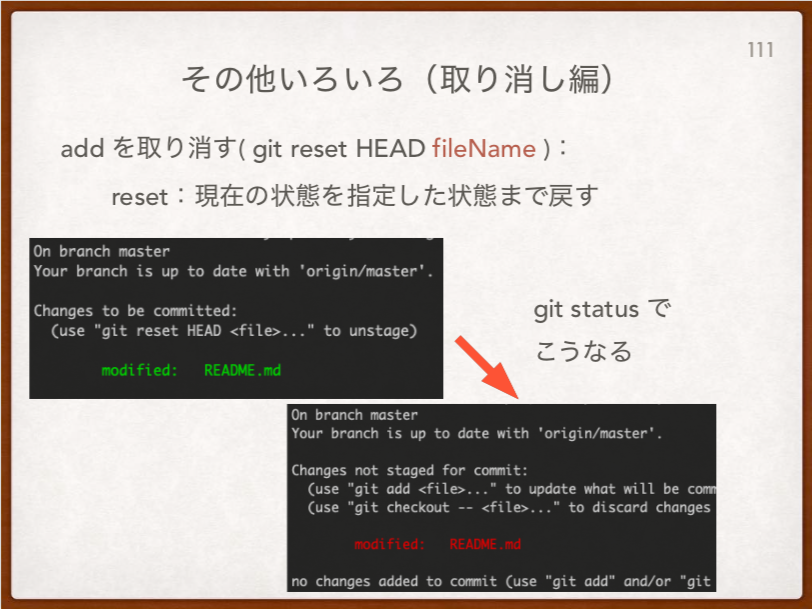 111
その他いろいろ（取り消し編）
add を取り消す( git reset HEAD fileName )：
reset：現在の状態を指定した状態まで戻す
On branch master
Your branch is up to date with 'origin/master'.
Changes to be committed:
(use "git reset HEAD <file>..." to unstage)
modified: README.md
git status で
こうなる
On branch master
Your branch is up to date with 'origin/master'.
Changes not staged for commit:
(use "git add <file>..." to update what will be comm
(use "git checkout -- <file>..." to discard changes
modified: README.md
no changes added to commit (use "git add" and/or "git